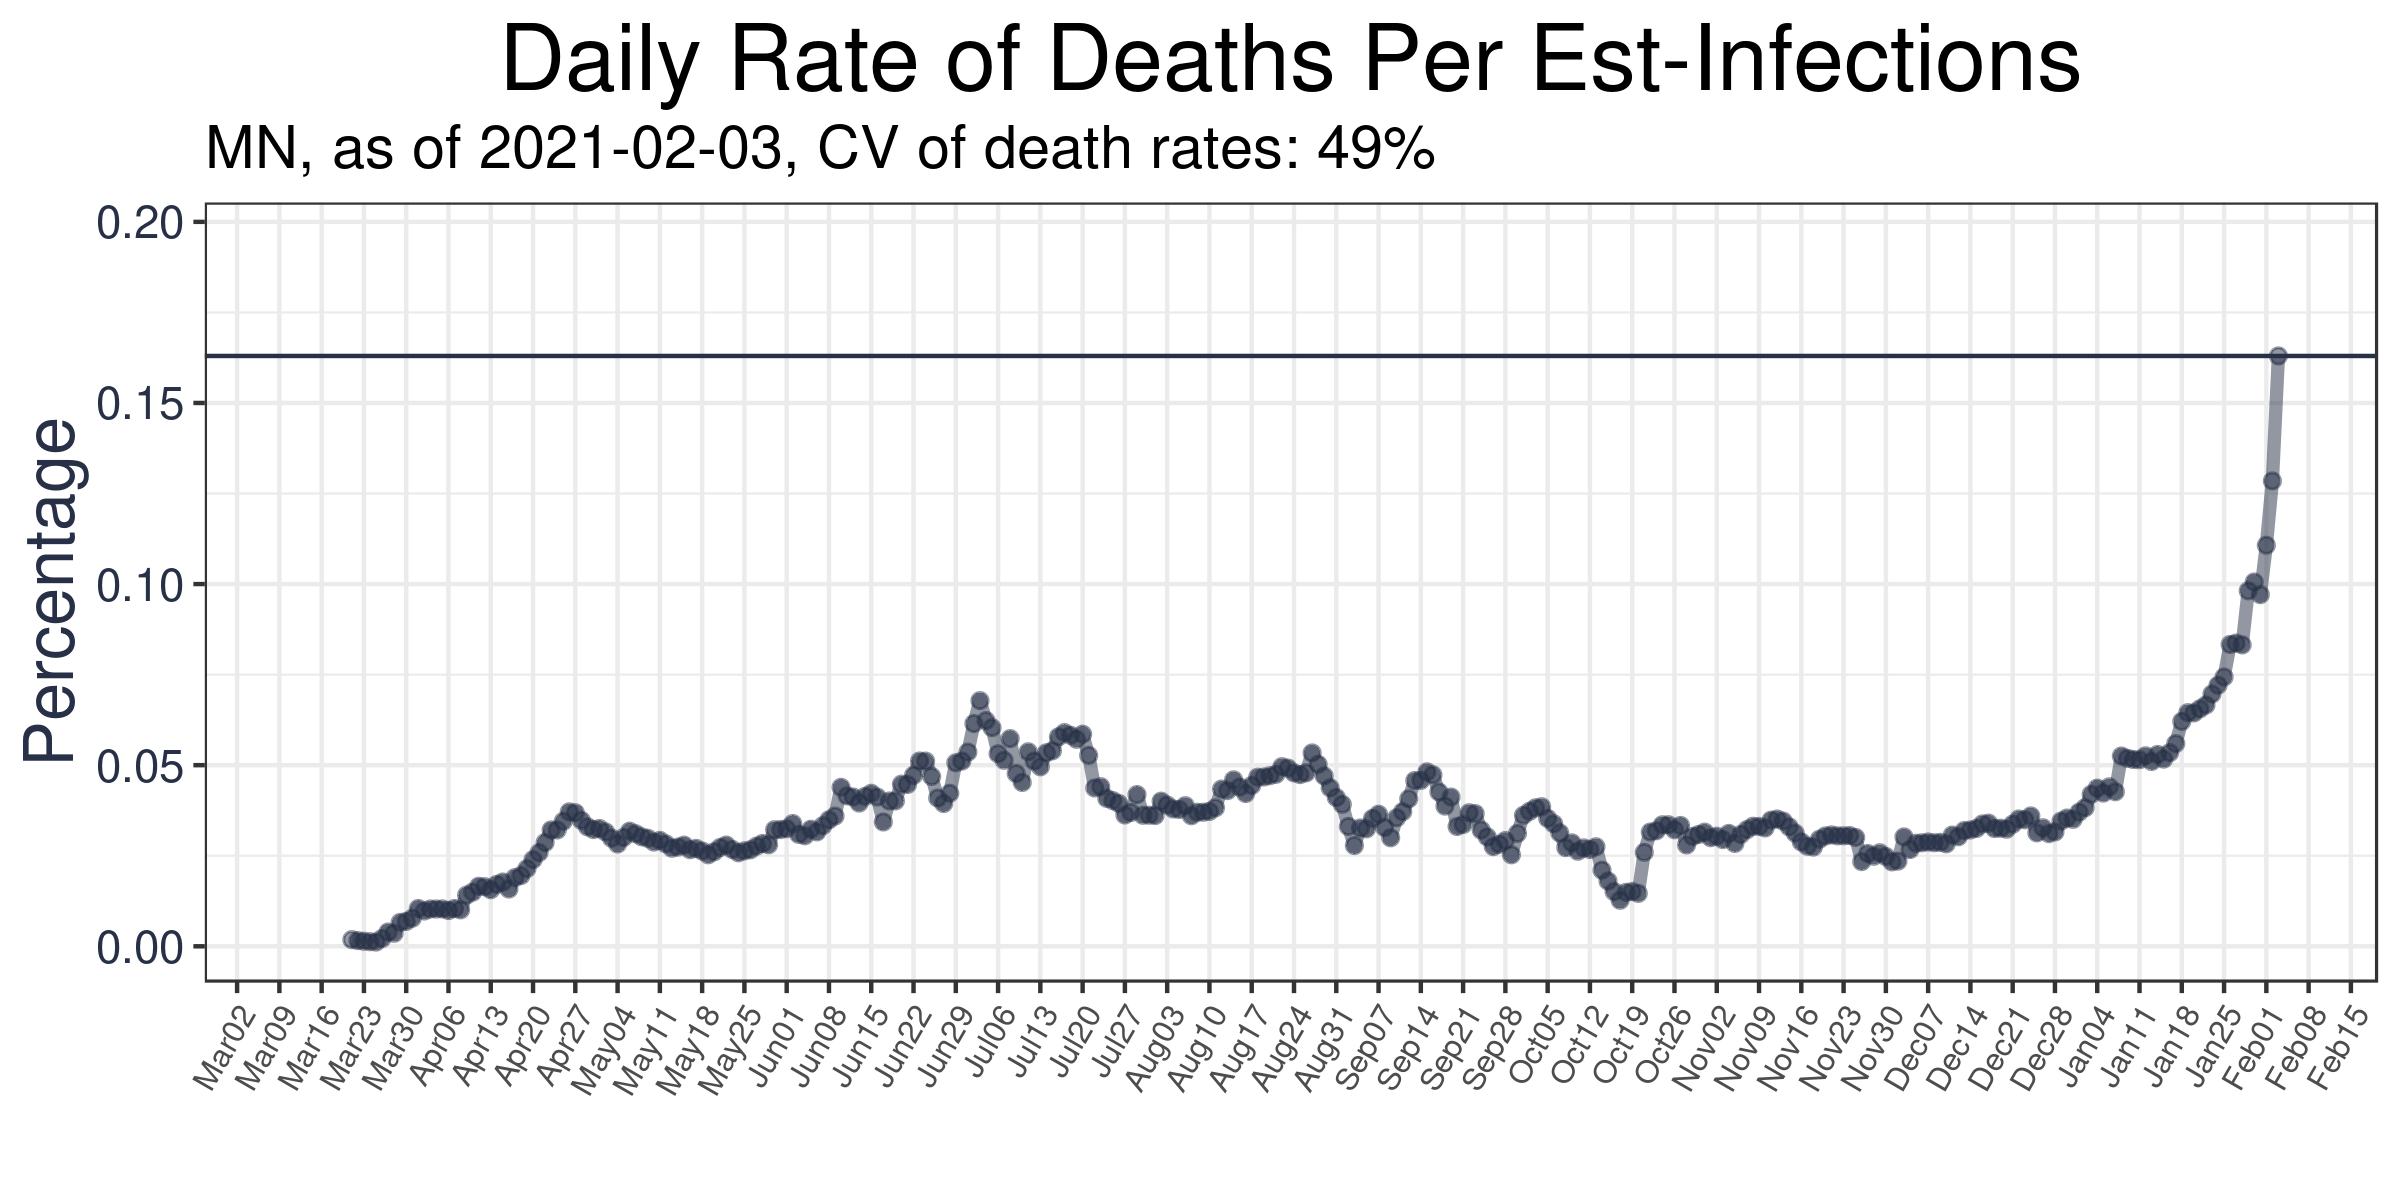 Daily Rate of Deaths Per Est-Infections
MN, as of 2021-02-03, CV of death rates: 49%
Percentage
0.20
0.15
0.10
0.05
0.00
Mar02
Mar09
Mar16
Mar23
Mar30
Apr06
Apr13
Apr20
Apr27
May04
May11
May18
May25
Jun01
Jun08
Jun15
Jun22
Jun29
Jul06
Jul13
Jul20
Jul27
Aug03
Aug10
Aug17
Aug24
Aug31
Sep07
Sep14
Sep21
Sep28
Oct05
Oct12
Oct19
Oct26
Nov02
Nov09
Nov16
Nov23
Nov30
Dec07
Dec14
Dec21
Dec28
Jan04
Jan11
Jan18
Jan25
Feb01
Feb08
Feb15